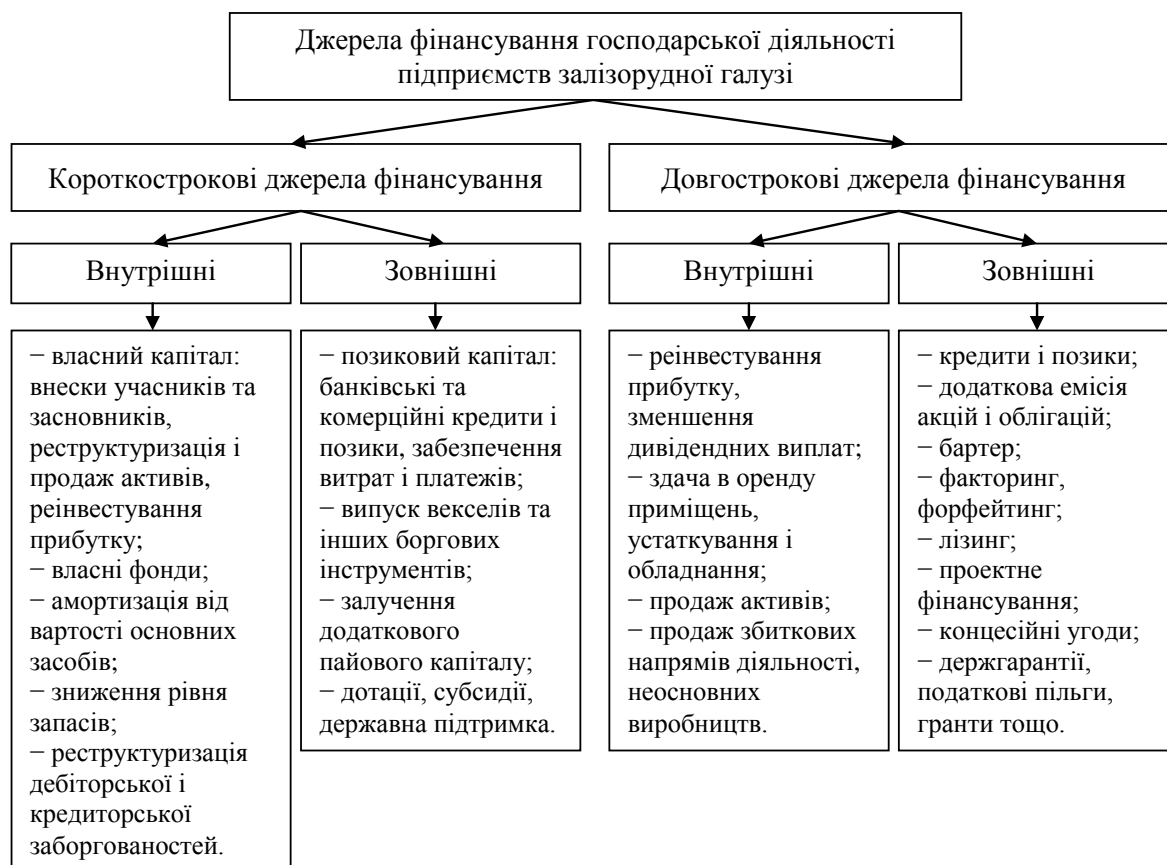 Джерела фінансування господарської діяльності
підприємств залізорудної галузі
Короткострокові джерела фінансування
Довгострокові джерела фінансування
Внутрішні
Зовнішні
Внутрішні
Зовнішні
− власний капітал:
внески учасників та
засновників,
реструктуризація і
продаж активів,
реінвестування
прибутку;
− власні фонди;
− амортизація від
вартості основних
засобів;
− зниження рівня
запасів;
− реструктуризація
дебіторської і
кредиторської
заборгованостей.
− позиковий капітал:
банківські та
комерційні кредити і
позики, забезпечення
витрат і платежів;
− випуск векселів та
інших боргових
інструментів;
− залучення
додаткового
пайового капіталу;
− дотації, субсидії,
державна підтримка.
− реінвестування
прибутку,
зменшення
дивідендних виплат;
− здача в оренду
приміщень,
устаткування і
обладнання;
− продаж активів;
− продаж збиткових
напрямів діяльності,
неосновних
виробництв.
− кредити і позики;
− додаткова емісія
акцій і облігацій;
− бартер;
− факторинг,
форфейтинг;
− лізинг;
− проектне
фінансування;
− концесійні угоди;
− держгарантії,
податкові пільги,
гранти тощо.